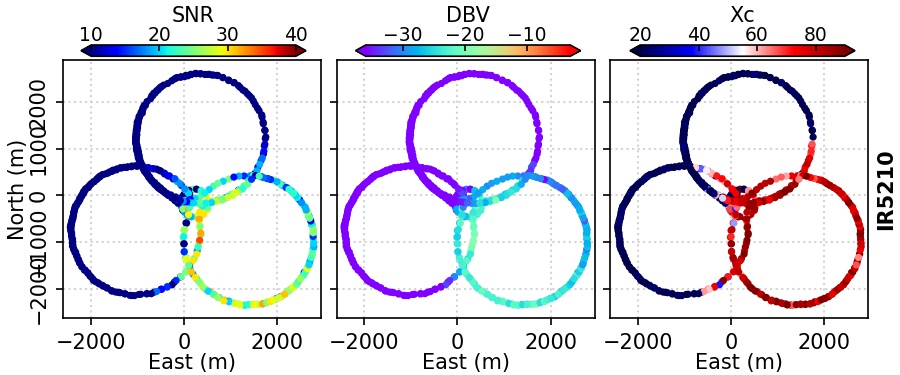 SNR DBV Xc
10 20 30 40 −30 −20 −10 20 40 60 80
North (m)
2000
1000
0
−1000
−2000
IR5210
−2000 0 2000 −2000 0 2000 −2000 0 2000
East (m) East (m) East (m)